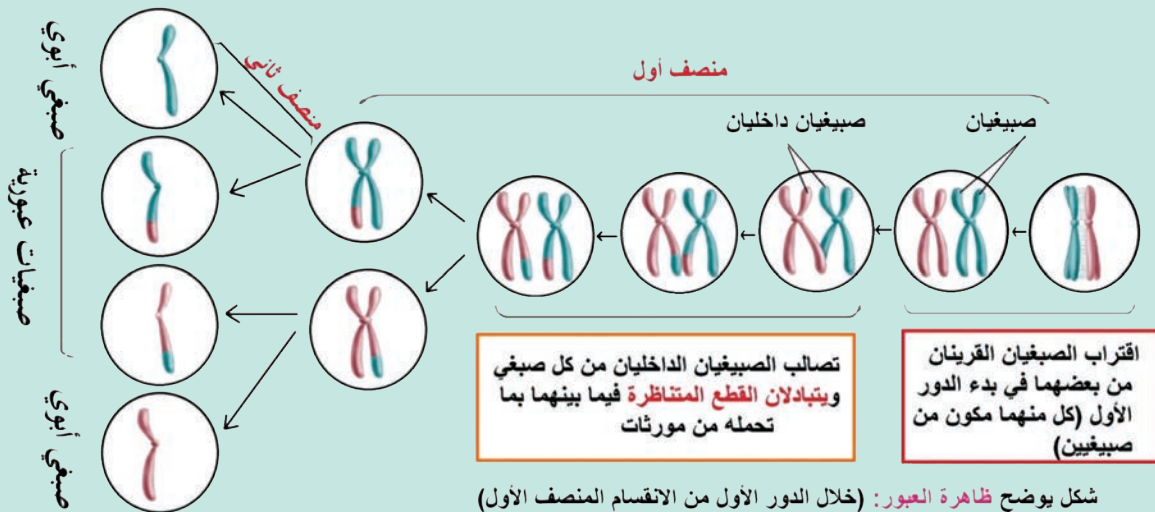 منصف أول
صبيغيان
صبيغيان داخليان
منصف ثاني
صبغي أبوي
صبغيات عبورية
صبغي أبوي
اقتراب الصبغيان القرينان
من بعضهما في بدء الدور
الأول (كل منهما مكون من
صبيغيين)
تصالب الصبيغيان الداخليان من كل صبغي
ويتبادلان القطع المتناظرة فيما بينهما بما
تحمله من مورثات
شكل يوضح ظاهرة العبور: (خلال الدور الأول من الانقسام المنصف الأول)